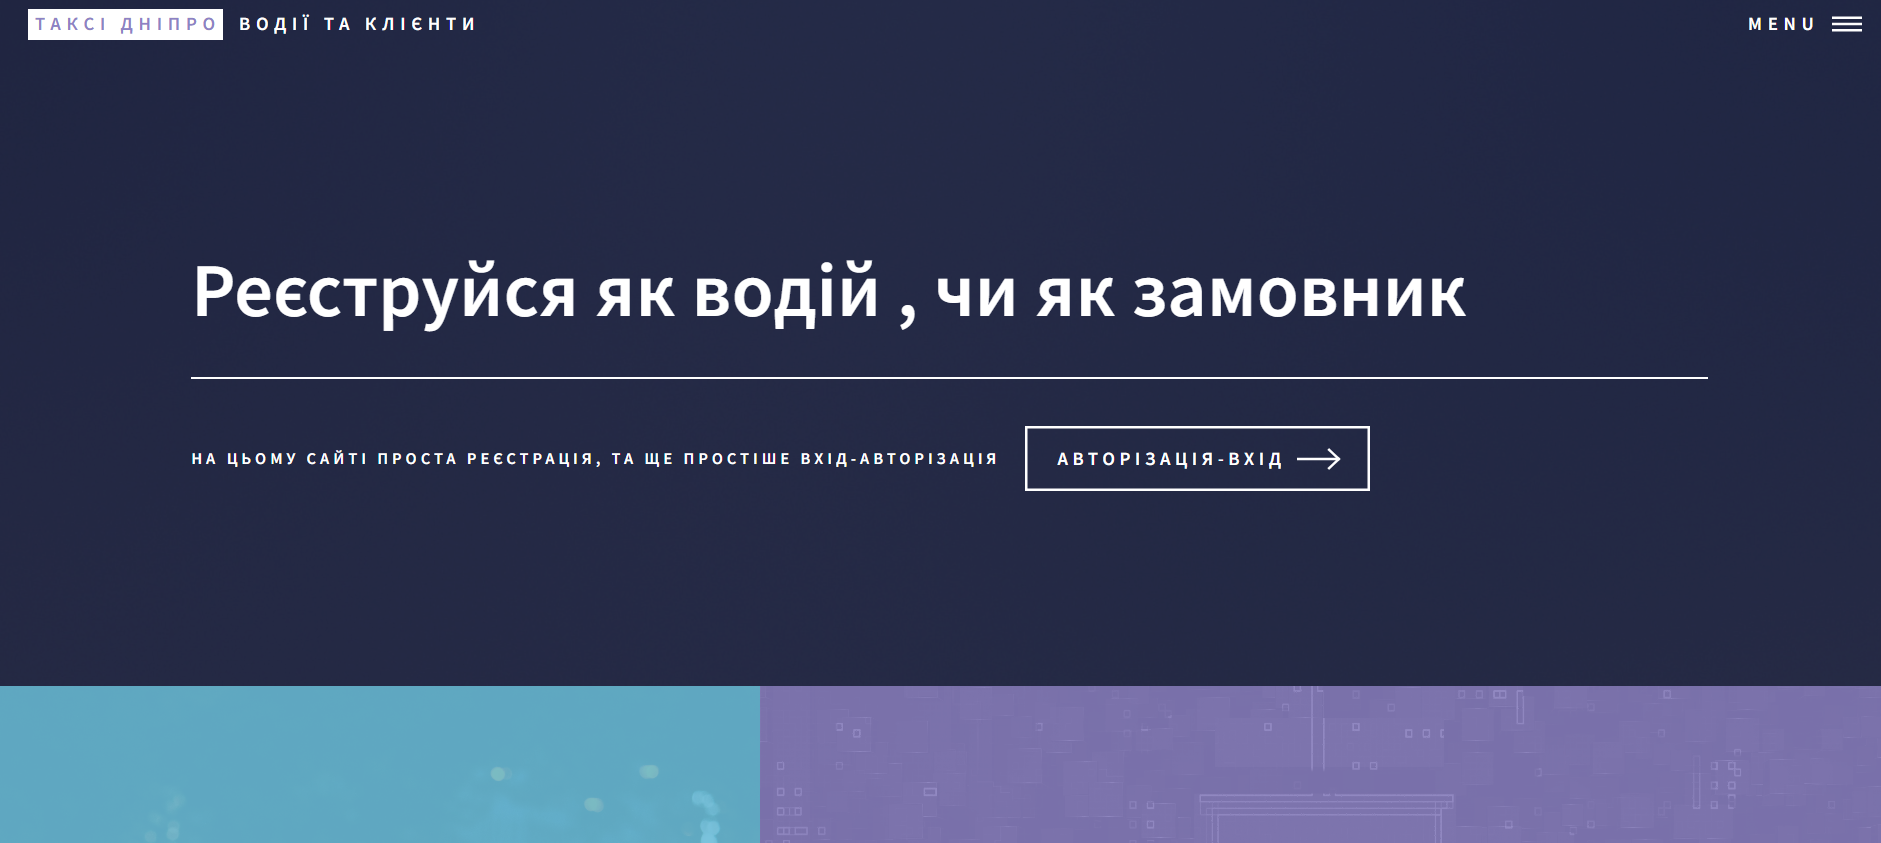 ТАКСІ ДНІПРО ВОДІЇ ТА КЛІЄНТИ
MENU
Реєструйся як водій , чи як замовник
НА ЦЬОМУ САЙТІ ПРОСТА РЕЄСТРАЦІЯ, ТА ЩЕ ПРОСТІШЕ ВХІД-АВТОРІЗАЦІЯ
АВТОРІЗАЦІЯ-ВХІД